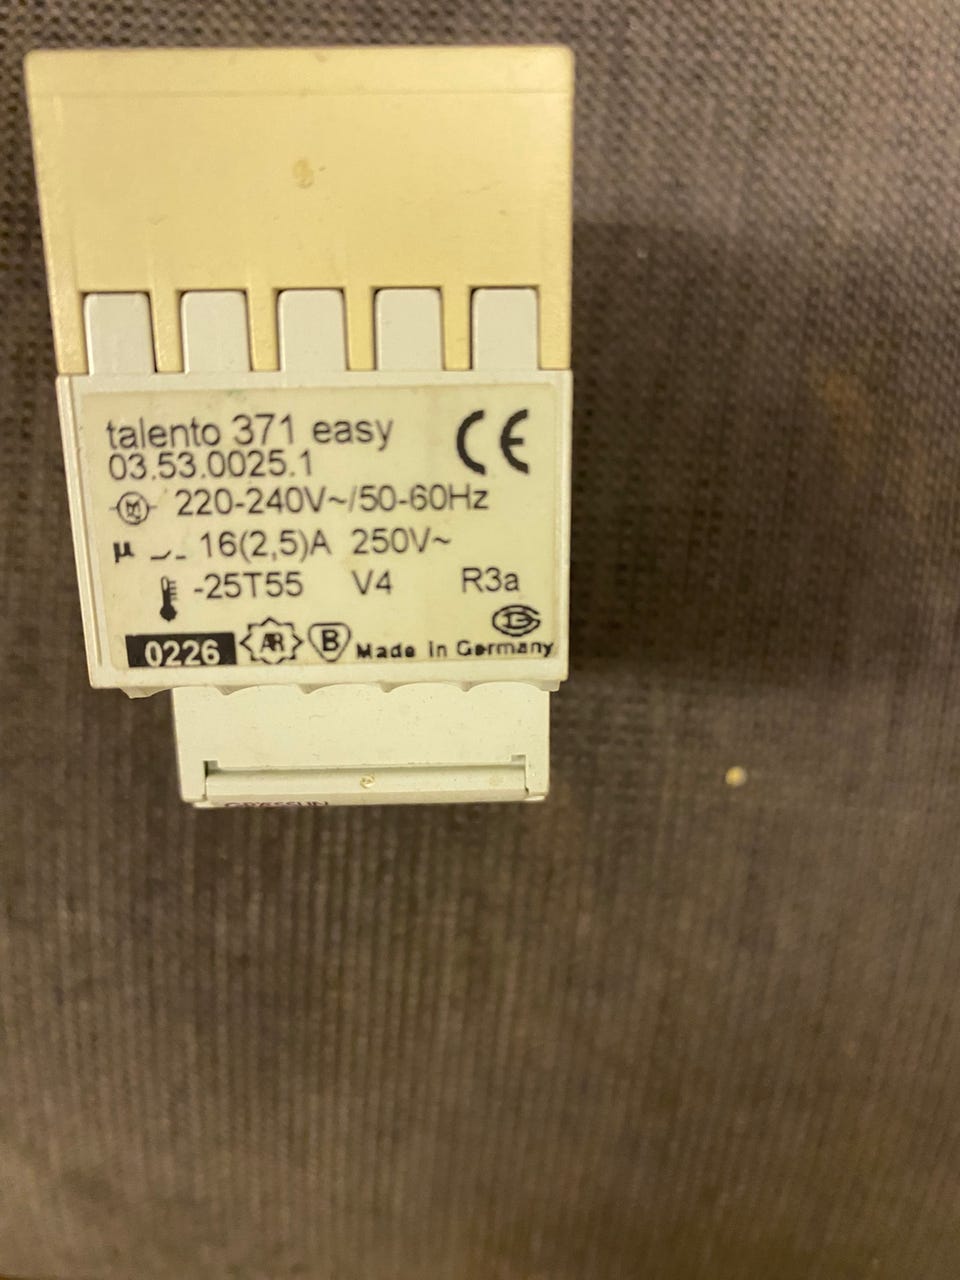 talento 371 easy
03.53.0025.1
CE
220-240V~/50-60Hz
µ 16(2,5)A 250V~
-25T55 V4 R3a
0226 B Made in Germany